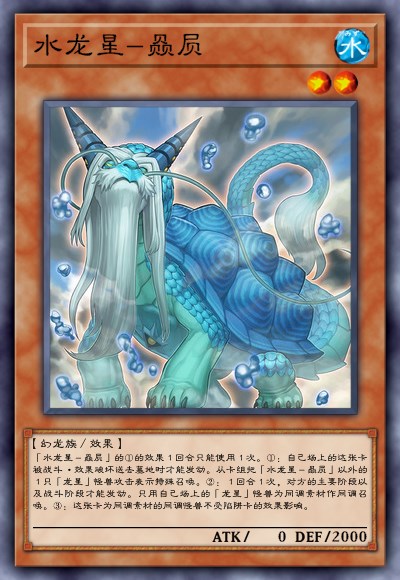 水龙星-赑屃
水
【幻龙族/效果】
「水龙星-赑屃」的①的效果1回合只能使用1次。①:自己场上的这张卡
被战斗·效果破坏送去墓地时才能发动。从卡组把「水龙星-赑屃」以外的
1只「龙星」怪兽攻击表示特殊召唤。②:1回合1次,对方的主要阶段以
及战斗阶段才能发动。只用自己场上的「龙星」怪兽为同调素材作同调召
唤。③:这张卡为同调素材的同调怪兽不受陷阱卡的效果影响。
ATK/ 0 DEF/2000